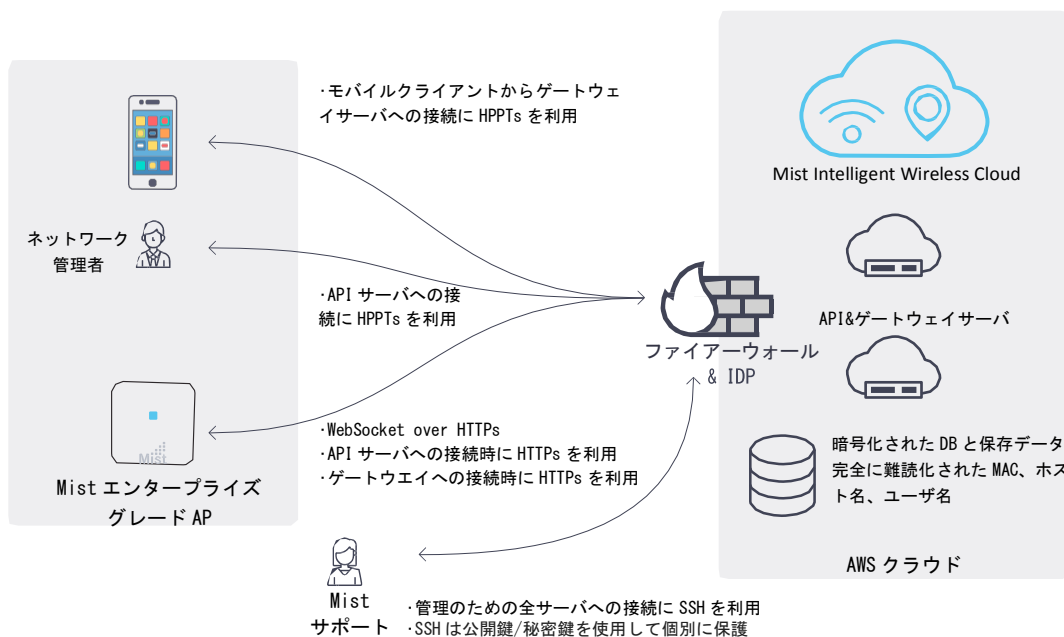 ・モバイルクライアントからゲートウェ
イサーバへの接続に HPPTs を利用
ネットワーク
管理者
・API サーバへの接
続に HPPTs を利用
Mist
Mist エンタープライズ
グレード AP
・WebSocket over HTTPs
・API サーバへの接続時に HTTPs を利用
・ゲートウエイへの接続時に HTTPs を利用
Mist
サポート
・管理のための全サーバへの接続に SSH を利用
・SSH は公開鍵/秘密鍵を使用して個別に保護
ファイアーウォール
& IDP
Mist Intelligent Wireless Cloud
API&ゲートウェイサーバ
暗号化された DB と保存データ
完全に難読化された MAC、ホス
ト名、ユーザ名
AWS クラウド